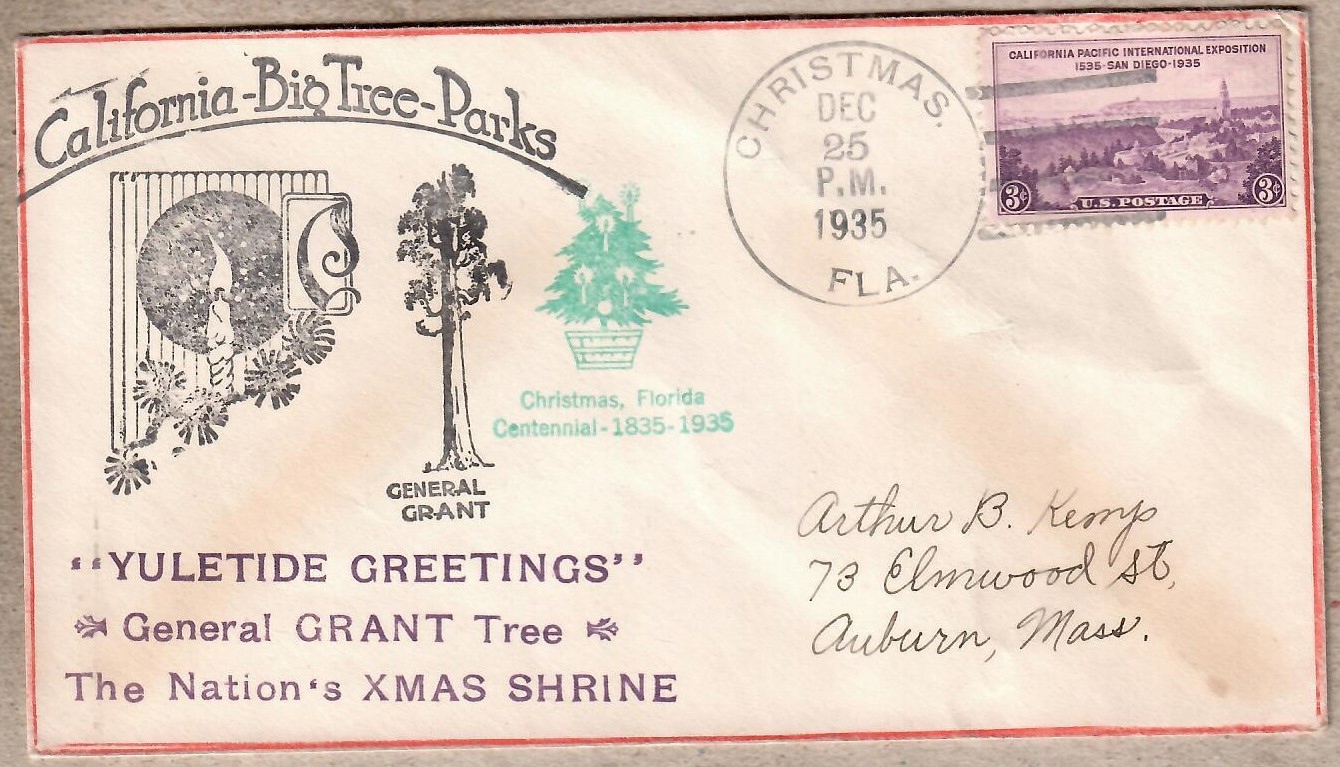 California-Big Tree-Parks
GENERAL
GRANT
Christmas, Florida
Centennial-1835-1935
"YULETIDE GREETINGS"
General GRANT Tree
The Nation's XMAS SHRINE
CHRISTMAS.
DEC
25
P.M.
1935
FLA.
CALIFORNIA PACIFIC INTERNATIONAL EXPOSITION
1535-SAN DIEGO-1935
3¢ U.S. POSTAGE 3¢
Arthur B. Kemp
73 Elmwood St,
Auburn, Mass.